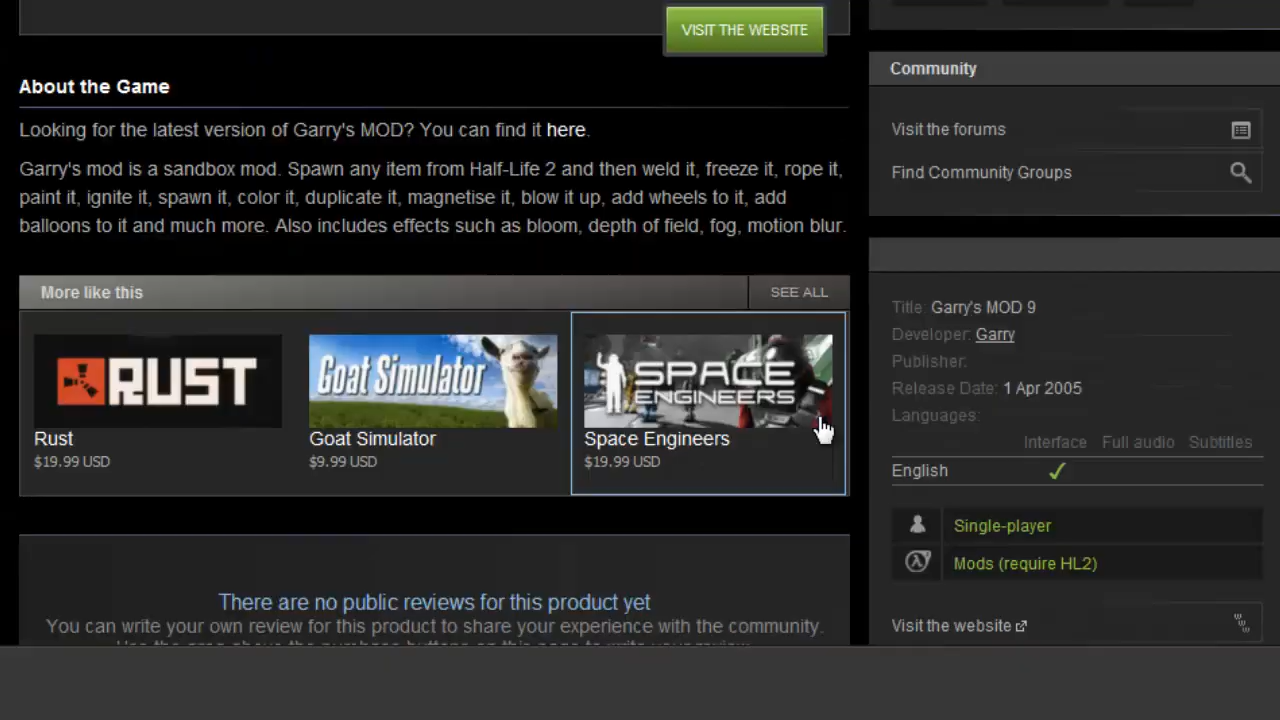 VISIT THE WEBSITE
About the Game
Looking for the latest version of Garry's MOD? You can find it here.
Garry's mod is a sandbox mod. Spawn any item from Half-Life 2 and then weld it, freeze it, rope it,
paint it, ignite it, spawn it, color it, duplicate it, magnetise it, blow it up, add wheels to it, add
balloons to it and much more. Also includes effects such as bloom, depth of field, fog, motion blur.
More like this
SEE ALL
RUST
Rust
$19.99 USD
Goat Simulator
Goat Simulator
$9.99 USD
SPACE
ENGINEERS
Space Engineers
$19.99 USD
There are no public reviews for this product yet
You can write your own review for this product to share your experience with the community.
Community
Visit the forums
Find Community Groups
Title: Garry's MOD 9
Developer: Garry
Publisher:
Release Date: 1 Apr 2005
Languages:
Interface Full audio Subtitles
English
Single-player
Mods (require HL2)
Visit the website